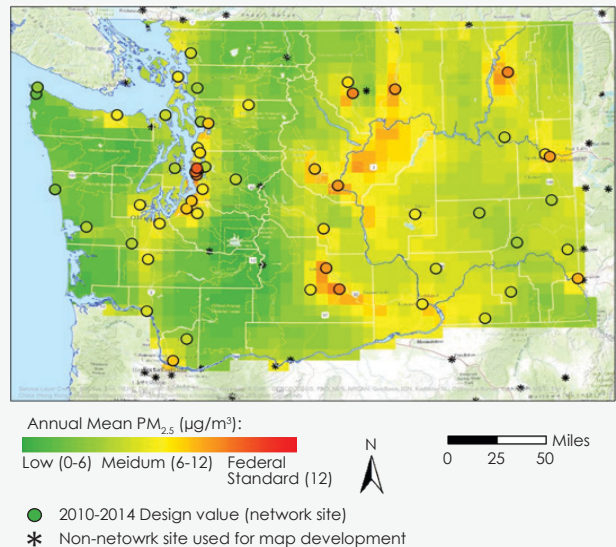 Annual Mean PM2.5 (µg/m³):
Low (0-6) Meidum (6-12) Federal Standard (12)
N
Miles
0 25 50
2010-2014 Design value (network site)
Non-netowrk site used for map development